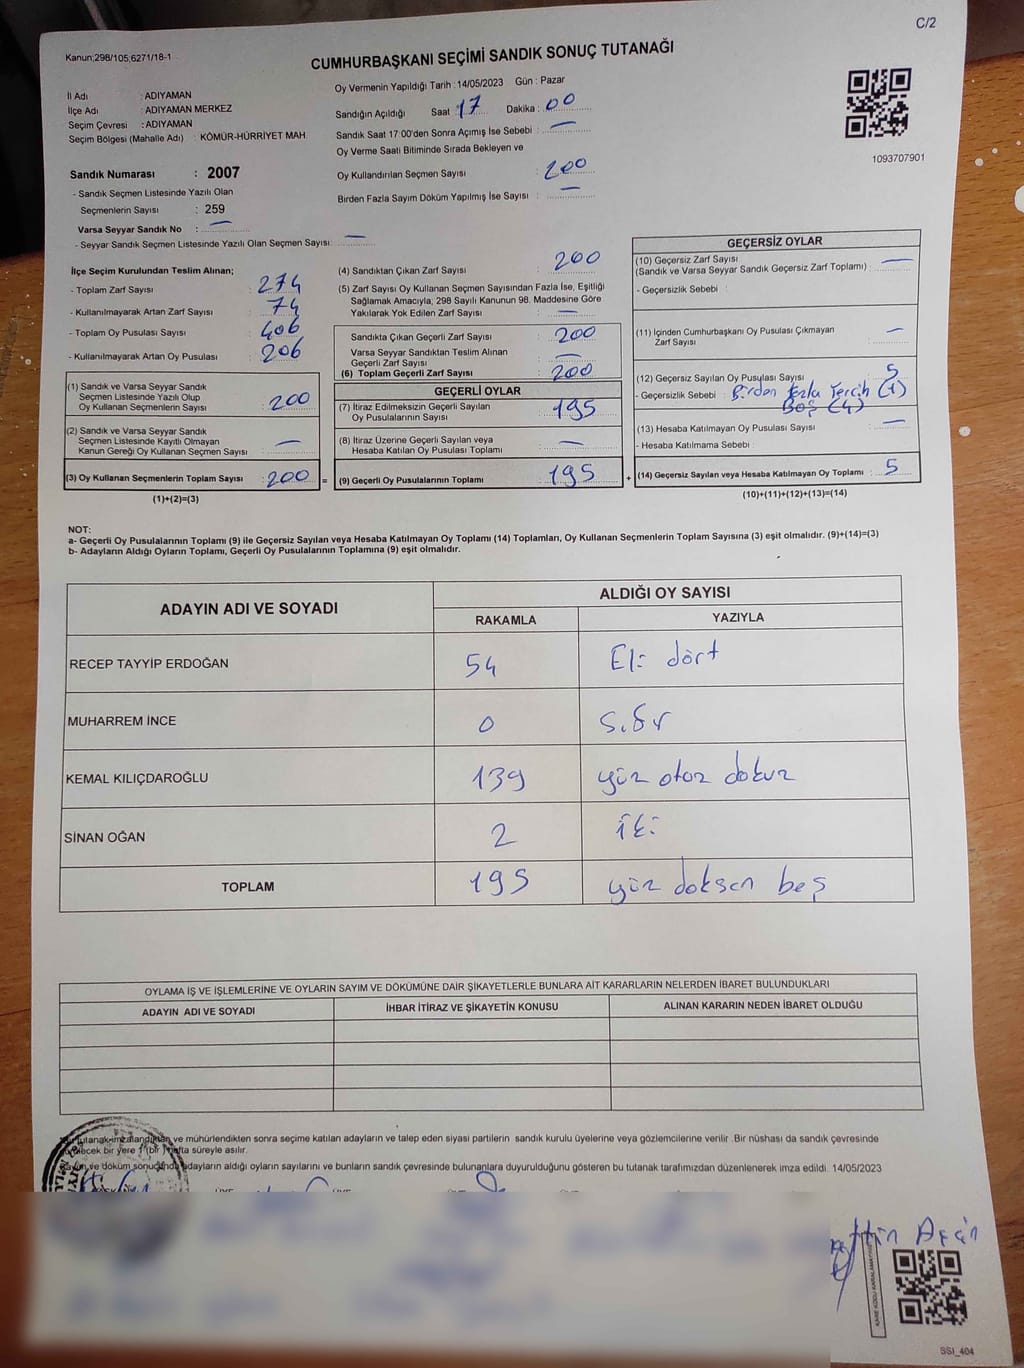 C/2
Kanun:298/105;6271/18-1
CUMHURBAŞKANI SEÇİMİ SANDIK SONUÇ TUTANAĞI
İl Adı : ADIYAMAN
İlçe Adı : ADIYAMAN MERKEZ
Seçim Çevresi : ADIYAMAN
Seçim Bölgesi (Mahalle Adı) : KÖMÜR-HÜRRİYET MAH.
Sandık Numarası : 2007
- Sandık Seçmen Listesinde Yazılı Olan
Seçmenlerin Sayısı : 259
Varsa Seyyar Sandık No : —
- Seyyar Sandık Seçmen Listesinde Yazılı Olan Seçmen Sayısı: —
Oy Vermenin Yapıldığı Tarih : 14/05/2023 Gün : Pazar
Sandığın Açıldığı Saat 17 Dakika : 00
Sandık Saat 17:00'den Sonra Açımış İse Sebebi : —
Oy Verme Saati Bitiminde Sırada Bekleyen ve
Oy Kullandırılan Seçmen Sayısı : 200
Birden Fazla Sayım Döküm Yapılmış İse Sayısı : —
1093707901
İlçe Seçim Kurulundan Teslim Alınan;
- Toplam Zarf Sayısı : 274
- Kullanılmayarak Artan Zarf Sayısı : 74
- Toplam Oy Pusulası Sayısı : 406
- Kullanılmayarak Artan Oy Pusulası : 206
(1) Sandık ve Varsa Seyyar Sandık
Seçmen Listesinde Yazılı Olup
Oy Kullanan Seçmenlerin Sayısı : 200
(2) Sandık ve Varsa Seyyar Sandık
Seçmen Listesinde Kayıtlı Olmayan
Kanun Gereği Oy Kullanan Seçmen Sayısı : —
(3) Oy Kullanan Seçmenlerin Toplam Sayısı : 200 =
(1)+(2)=(3)
(4) Sandıktan Çıkan Zarf Sayısı : 200
(5) Zarf Sayısı Oy Kullanan Seçmen Sayısından Fazla İse, Eşitliği
Sağlamak Amacıyla, 298 Sayılı Kanunun 98. Maddesine Göre
Yakılarak Yok Edilen Zarf Sayısı : —
Sandıkta Çıkan Geçerli Zarf Sayısı : 200
Varsa Seyyar Sandıktan Teslim Alınan
Geçerli Zarf Sayısı : —
(6) Toplam Geçerli Zarf Sayısı : 200
GEÇERLİ OYLAR
(7) İtiraz Edilmeksizin Geçerli Sayılan
Oy Pusulalarının Sayısı : 195
(8) İtiraz Üzerine Geçerli Sayılan veya
Hesaba Katılan Oy Pusulası Toplamı : —
(9) Geçerli Oy Pusulalarının Toplamı : 195 +
GEÇERSİZ OYLAR
(10) Geçersiz Zarf Sayısı
(Sandık ve Varsa Seyyar Sandık Geçersiz Zarf Toplamı) : —
- Geçersizlik Sebebi :
(11) İçinden Cumhurbaşkanı Oy Pusulası Çıkmayan
Zarf Sayısı : —
(12) Geçersiz Sayılan Oy Pusulası Sayısı : 5
- Geçersizlik Sebebi : Birden fazla Tercih (1)
Boş (4)
(13) Hesaba Katılmayan Oy Pusulası Sayısı : —
- Hesaba Katılmama Sebebi :
(14) Geçersiz Sayılan veya Hesaba Katılmayan Oy Toplamı : 5
(10)+(11)+(12)+(13)=(14)
NOT:
a- Geçerli Oy Pusulalarının Toplamı (9) ile Geçersiz Sayılan veya Hesaba Katılmayan Oy Toplamı (14) Toplamları, Oy Kullanan Seçmenlerin Toplam Sayısına (3) eşit olmalıdır. (9)+(14)=(3)
b- Adayların Aldığı Oyların Toplamı, Geçerli Oy Pusulalarının Toplamına (9) eşit olmalıdır.
ADAYIN ADI VE SOYADI
ALDIĞI OY SAYISI
RAKAMLA YAZIYLA
RECEP TAYYİP ERDOĞAN 54 Eli dört
MUHARREM İNCE 0 sıfır
KEMAL KILIÇDAROĞLU 139 yüz otuz dokuz
SİNAN OĞAN 2 iki
TOPLAM 195 yüz doksan beş
OYLAMA İŞ VE İŞLEMLERİNE VE OYLARIN SAYIM VE DÖKÜMÜNE DAİR ŞİKAYETLERLE BUNLARA AİT KARARLARIN NELERDEN İBARET BULUNDUKLARI
ADAYIN ADI VE SOYADI İHBAR İTİRAZ VE ŞİKAYETİN KONUSU ALINAN KARARIN NEDEN İBARET OLDUĞU
tutanak imzalandıktan ve mühürlendikten sonra seçime katılan adayların ve talep eden siyasi partilerin sandık kurulu üyelerine veya gözlemcilerine verilir .Bir nüshası da sandık çevresinde
bir yere 1 (bir) hafta süreyle asılır.
Sayım ve döküm sonucunda adayların aldığı oyların sayılarını ve bunların sandık çevresinde bulunanlara duyurulduğunu gösteren bu tutanak tarafımızdan düzenlenerek imza edildi. 14/05/2023
SSI_404